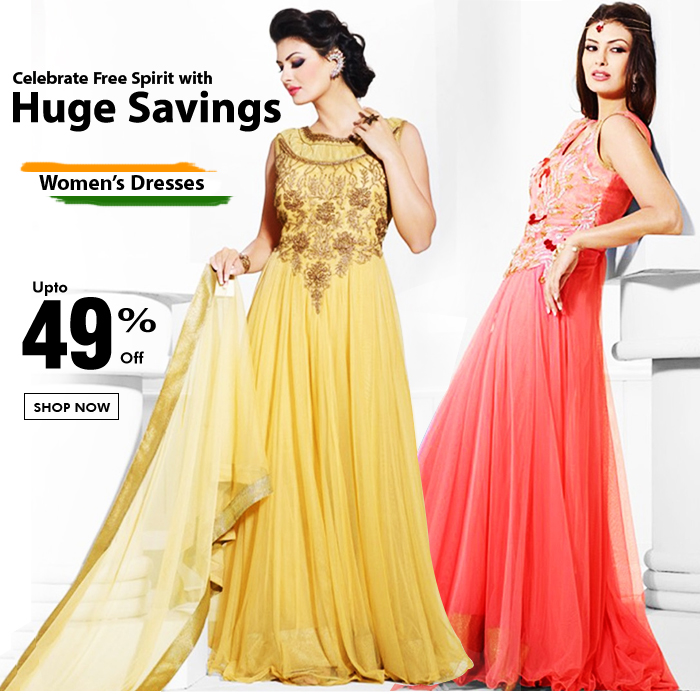 Celebrate Free Spirit with
Huge Savings
Women's Dresses
Upto
49%
Off
SHOP NOW